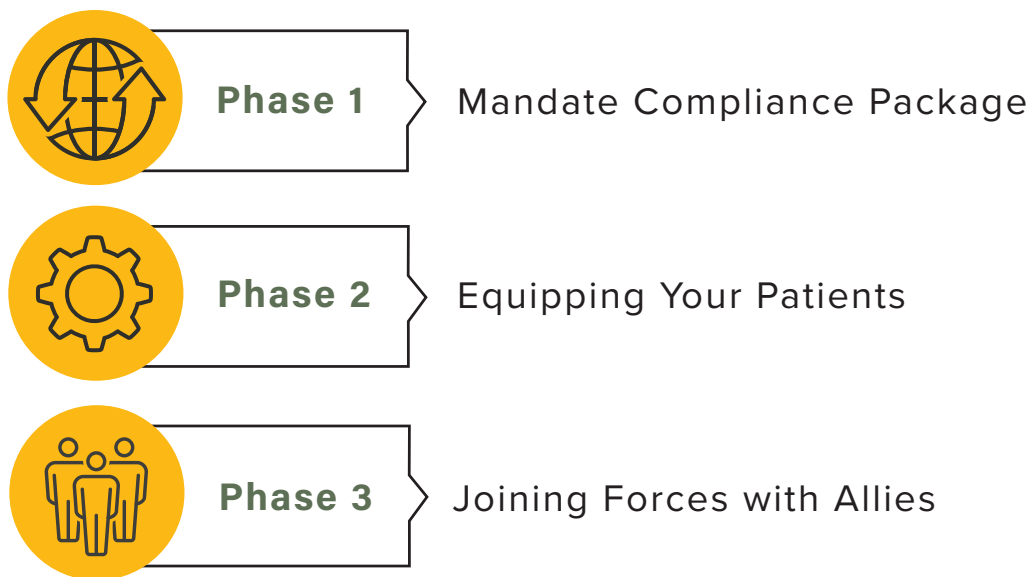 Phase 1 Mandate Compliance Package
Phase 2 Equipping Your Patients
Phase 3 Joining Forces with Allies